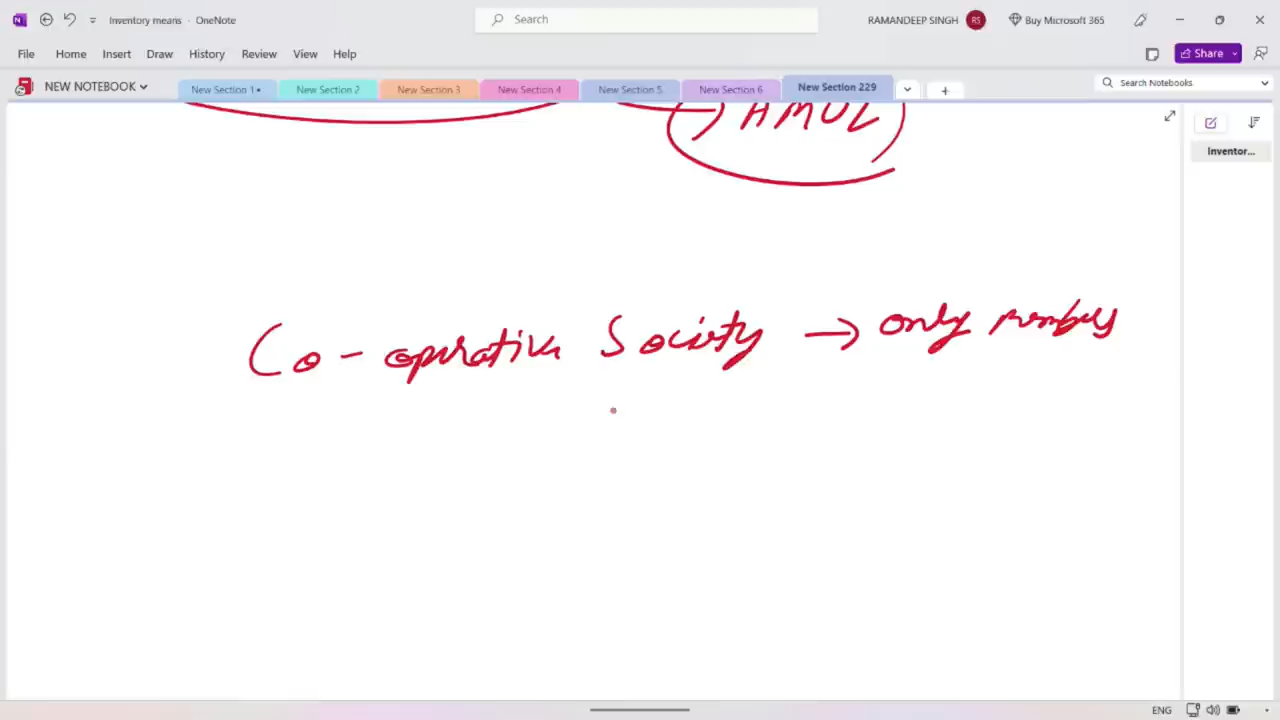 Inventory means - OneNote
Search
RAMANDEEP SINGH RS Buy Microsoft 365
File Home Insert Draw History Review View Help Share
NEW NOTEBOOK New Section 1 New Section 2 New Section 3 New Section 4 New Section 5 New Section 6 New Section 229 + Search Notebooks
→ AMUL
Inventor...
Co-operative Society → only members
ENG